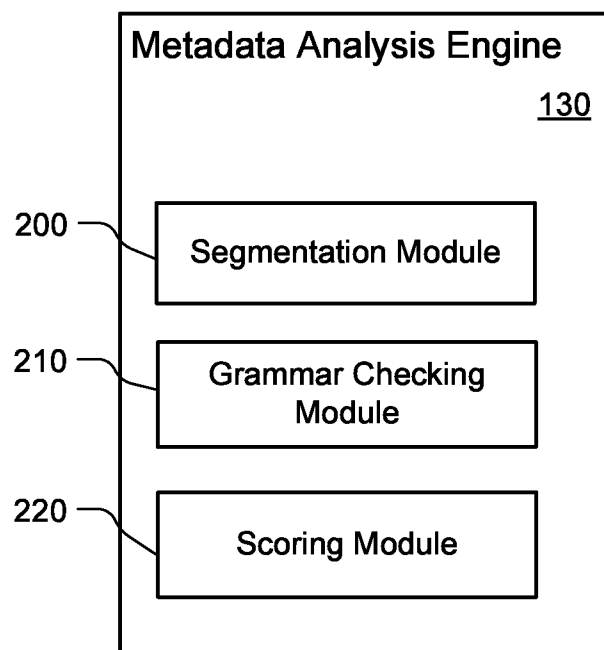 Metadata Analysis Engine
130
200
Segmentation Module
210
Grammar Checking
Module
220
Scoring Module